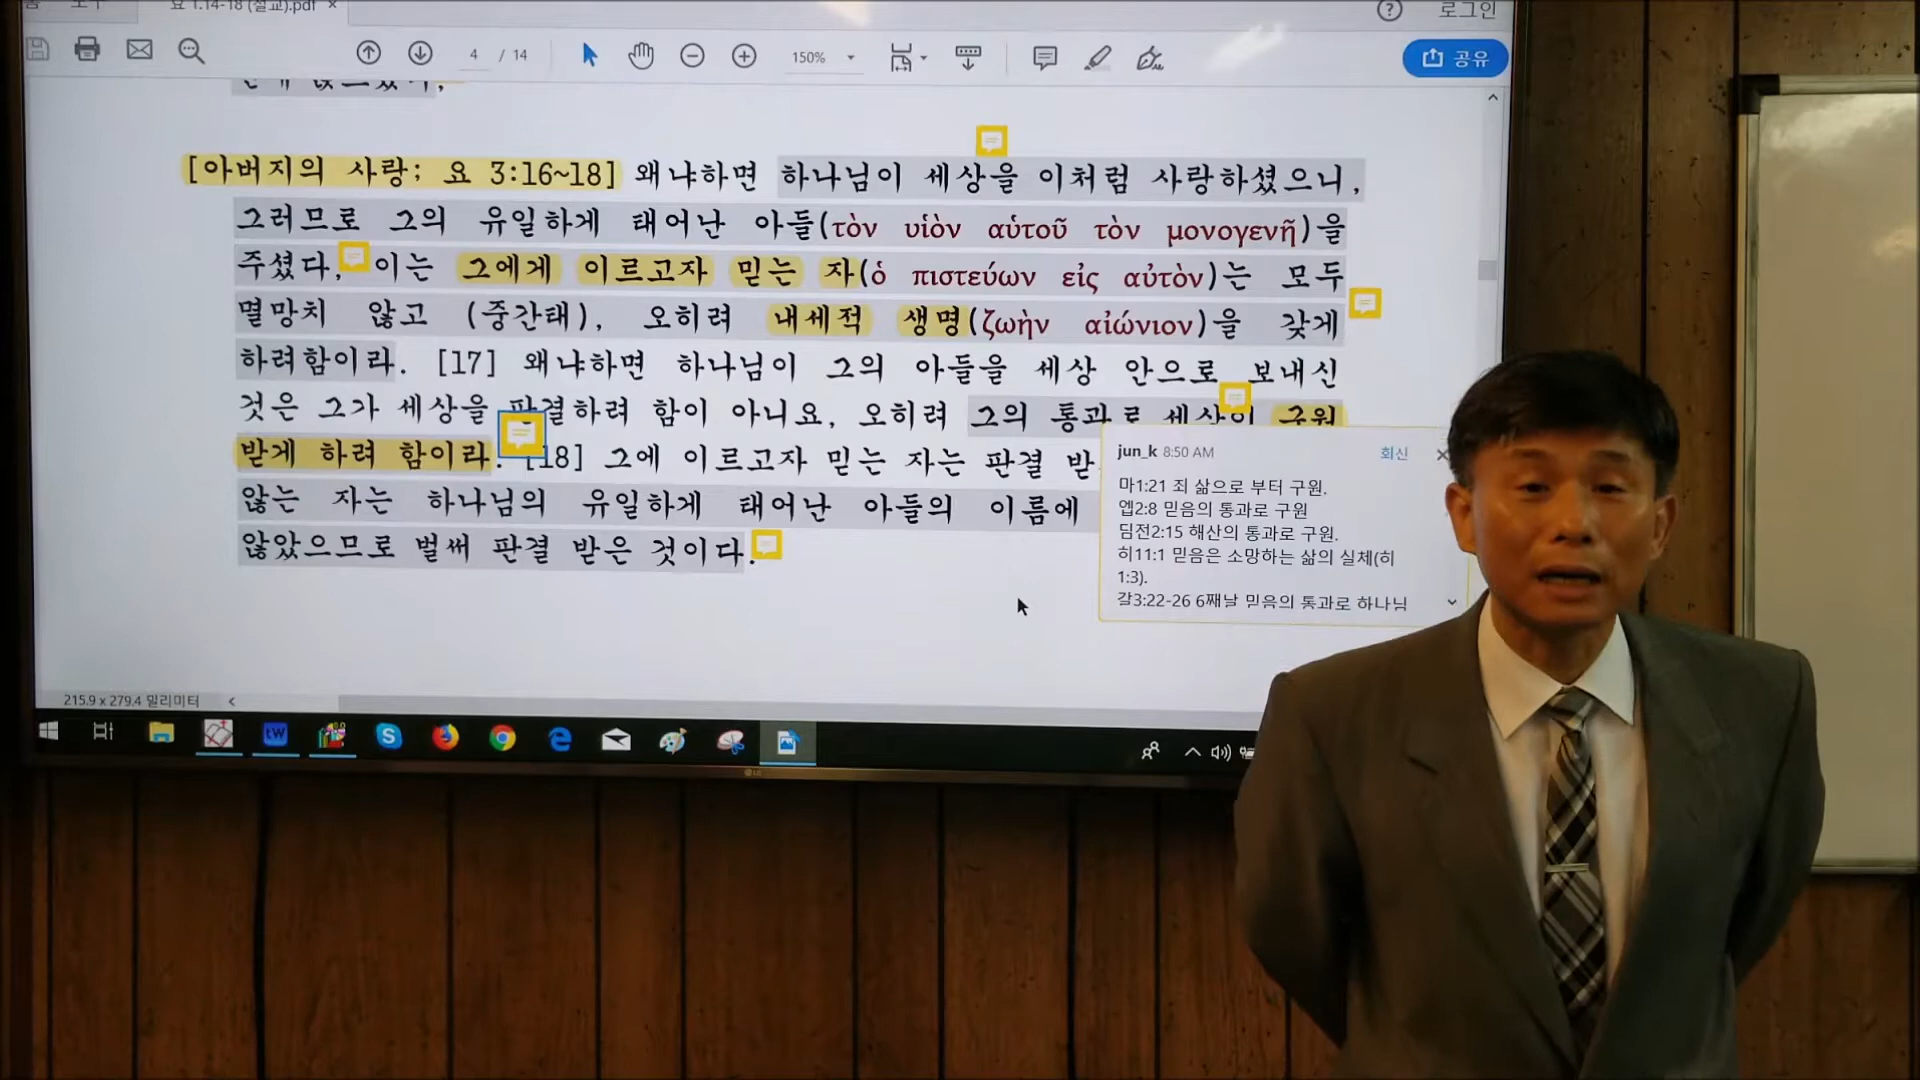 요 1.14-18 (설교).pdf ×
로그인
4 / 14
150%
공유
[아버지의 사랑; 요 3:16~18] 왜냐하면 하나님이 세상을 이처럼 사랑하셨으니,
그러므로 그의 유일하게 태어난 아들(τὸν υἱὸν αὑτοῦ τὸν μονογενῆ)을
주셨다, 이는 그에게 이르고자 믿는 자(ὁ πιστεύων εἰς αὐτὸν)는 모두
멸망치 않고 (중간태), 오히려 내세적 생명(ζωὴν αἰώνιον)을 갖게
하려함이라. [17] 왜냐하면 하나님이 그의 아들을 세상 안으로 보내신
것은 그가 세상을 판결하려 함이 아니요, 오히려 그의 통과로 세상이 구원
받게 하려 함이라. [18] 그에 이르고자 믿는 자는 판결 받
않는 자는 하나님의 유일하게 태어난 아들의 이름에
않았으므로 벌써 판결 받은 것이다.
jun_k 8:50 AM
회신
마1:21 죄 삶으로 부터 구원.
엡2:8 믿음의 통과로 구원
딤전2:15 해산의 통과로 구원.
히11:1 믿음은 소망하는 삶의 실체(히
1:3).
갈3:22-26 6째날 믿음의 통과로 하나님
215.9 x 279.4 밀리미터
tw
LG